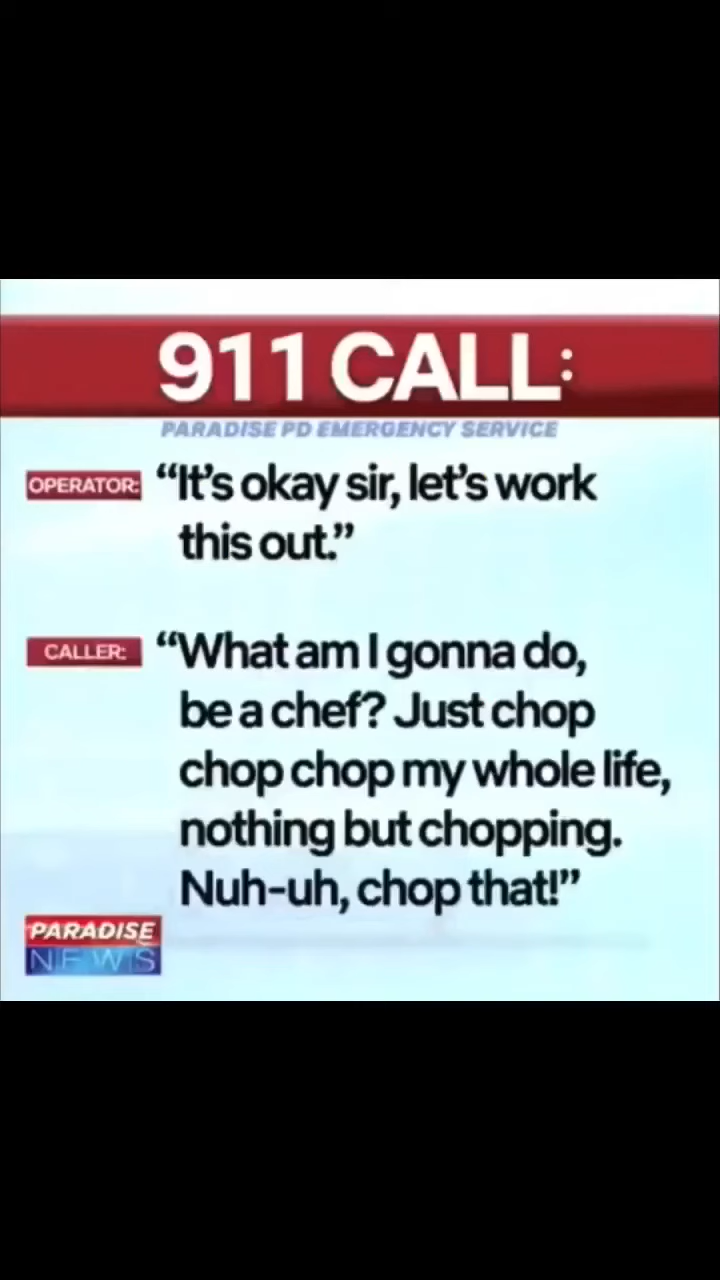 911 CALL:
PARADISE PD EMERGENCY SERVICE
OPERATOR: “It’s okay sir, let’s work
this out.”
CALLER: “What am I gonna do,
be a chef? Just chop
chop chop my whole life,
nothing but chopping.
Nuh-uh, chop that!”
PARADISE
NEWS